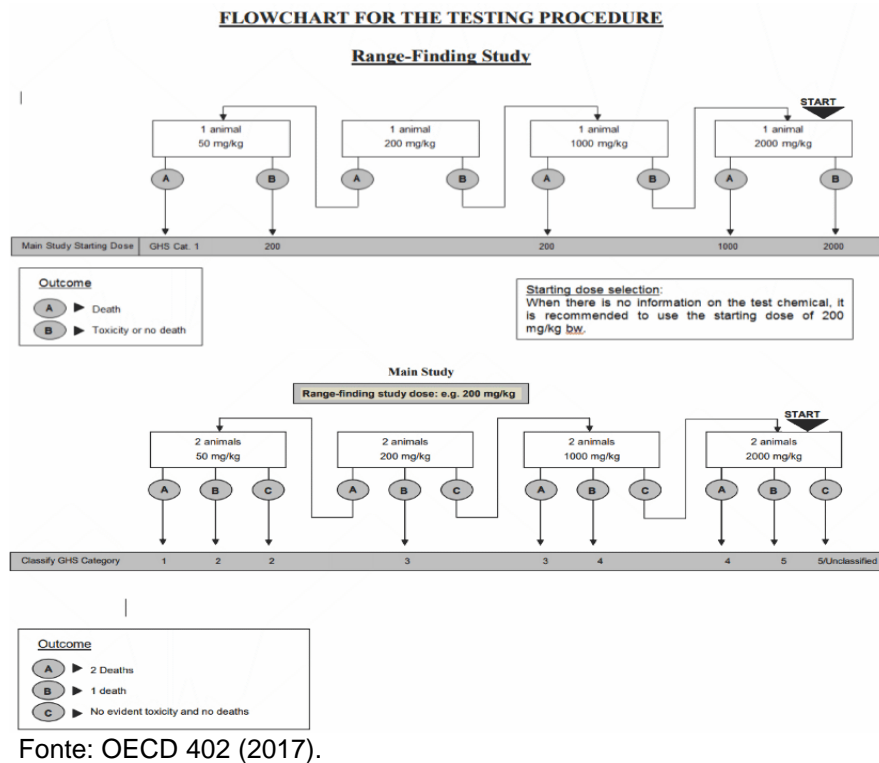 FLOWCHART FOR THE TESTING PROCEDURE
Range-Finding Study
START
1 animal
50 mg/kg
1 animal
200 mg/kg
1 animal
1000 mg/kg
1 animal
2000 mg/kg
A B A B A B A B
Main Study Starting Dose GHS Cat. 1 200 200 1000 2000
Outcome
A Death
B Toxicity or no death
Starting dose selection:
When there is no information on the test chemical, it
is recommended to use the starting dose of 200
mg/kg bw.
Main Study
Range-finding study dose: e.g. 200 mg/kg
START
2 animals
50 mg/kg
2 animals
200 mg/kg
2 animals
1000 mg/kg
2 animals
2000 mg/kg
A B C A B C A B C A B C
Classify GHS Category 1 2 2 3 3 4 4 5 5/Unclassified
Outcome
A 2 Deaths
B 1 death
C No evident toxicity and no deaths
Fonte: OECD 402 (2017).